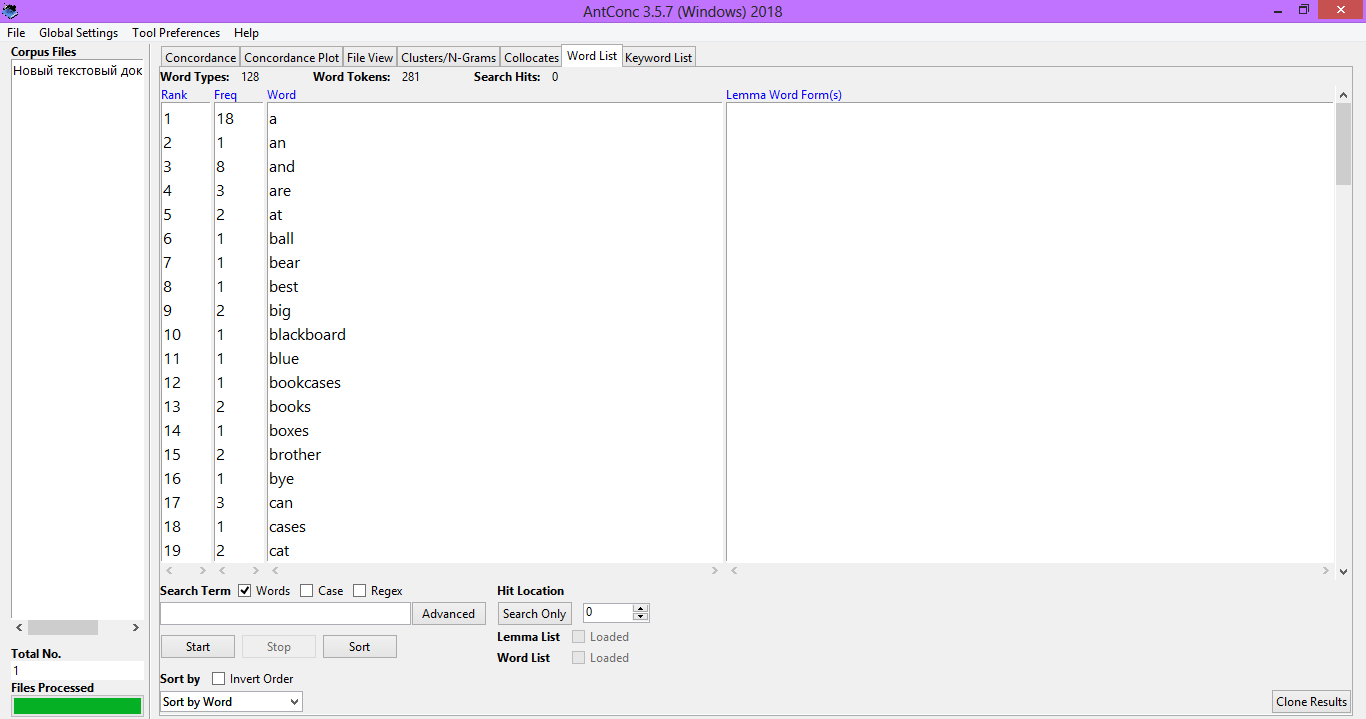 AntConc 3.5.7 (Windows) 2018
File Global Settings Tool Preferences Help
Corpus Files
Новый текстовый док
Total No.
1
Files Processed
Concordance Concordance Plot File View Clusters/N-Grams Collocates Word List Keyword List
Word Types: 128 Word Tokens: 281 Search Hits: 0
Rank Freq Word Lemma Word Form(s)
1 18 a
2 1 an
3 8 and
4 3 are
5 2 at
6 1 ball
7 1 bear
8 1 best
9 2 big
10 1 blackboard
11 1 blue
12 1 bookcases
13 2 books
14 1 boxes
15 2 brother
16 1 bye
17 3 can
18 1 cases
19 2 cat
Search Term Words Case Regex Hit Location
Advanced Search Only 0
Start Stop Sort Lemma List Loaded
Word List Loaded
Sort by Invert Order
Sort by Word Clone Results